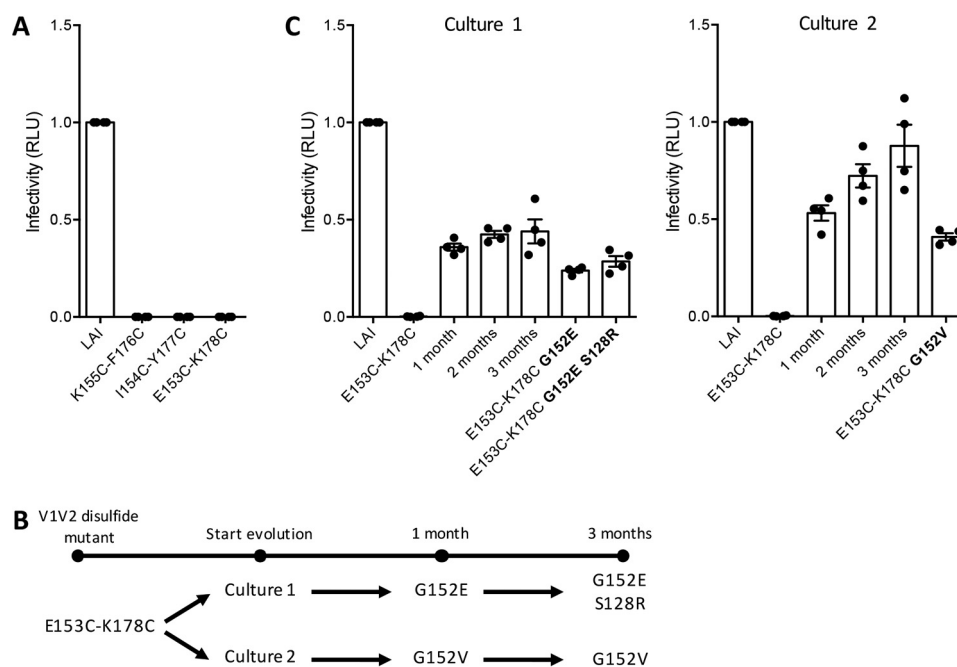 A
1.5
1.0
0.5
0.0
Infectivity (RLU)
LAI
K155C-F176C
I154C-Y177C
E153C-K178C
C
Culture 1
1.5
1.0
0.5
0.0
Infectivity (RLU)
LAI
E153C-K178C
1 month
2 months
3 months
E153C-K178C G152E
E153C-K178C G152E S128R
Culture 2
1.5
1.0
0.5
0.0
Infectivity (RLU)
LAI
E153C-K178C
1 month
2 months
3 months
E153C-K178C G152V
B
V1V2 disulfide
mutant
Start evolution
1 month
3 months
E153C-K178C
Culture 1
G152E
G152E
S128R
Culture 2
G152V
G152V